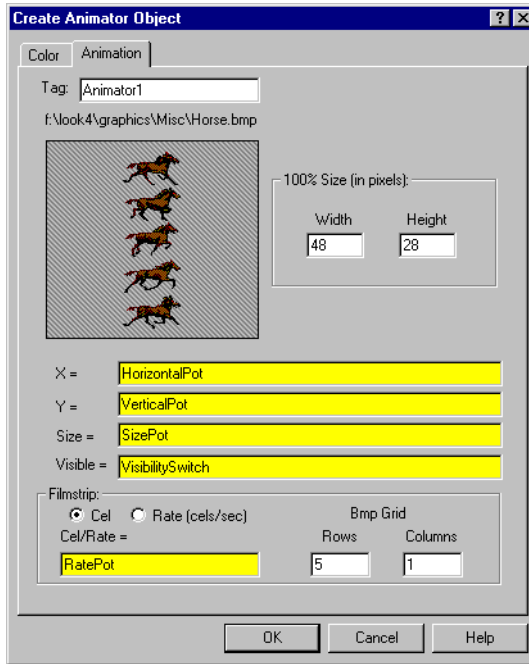 Create Animator Object
Color Animation
Tag: Animator1
f:\look4\graphics\Misc\Horse.bmp
100% Size (in pixels):
Width Height
48 28
X = HorizontalPot
Y = VerticalPot
Size = SizePot
Visible = VisibilitySwitch
Filmstrip:
Cel Rate (cels/sec) Bmp Grid
Cel/Rate = Rows Columns
RatePot 5 1
OK Cancel Help